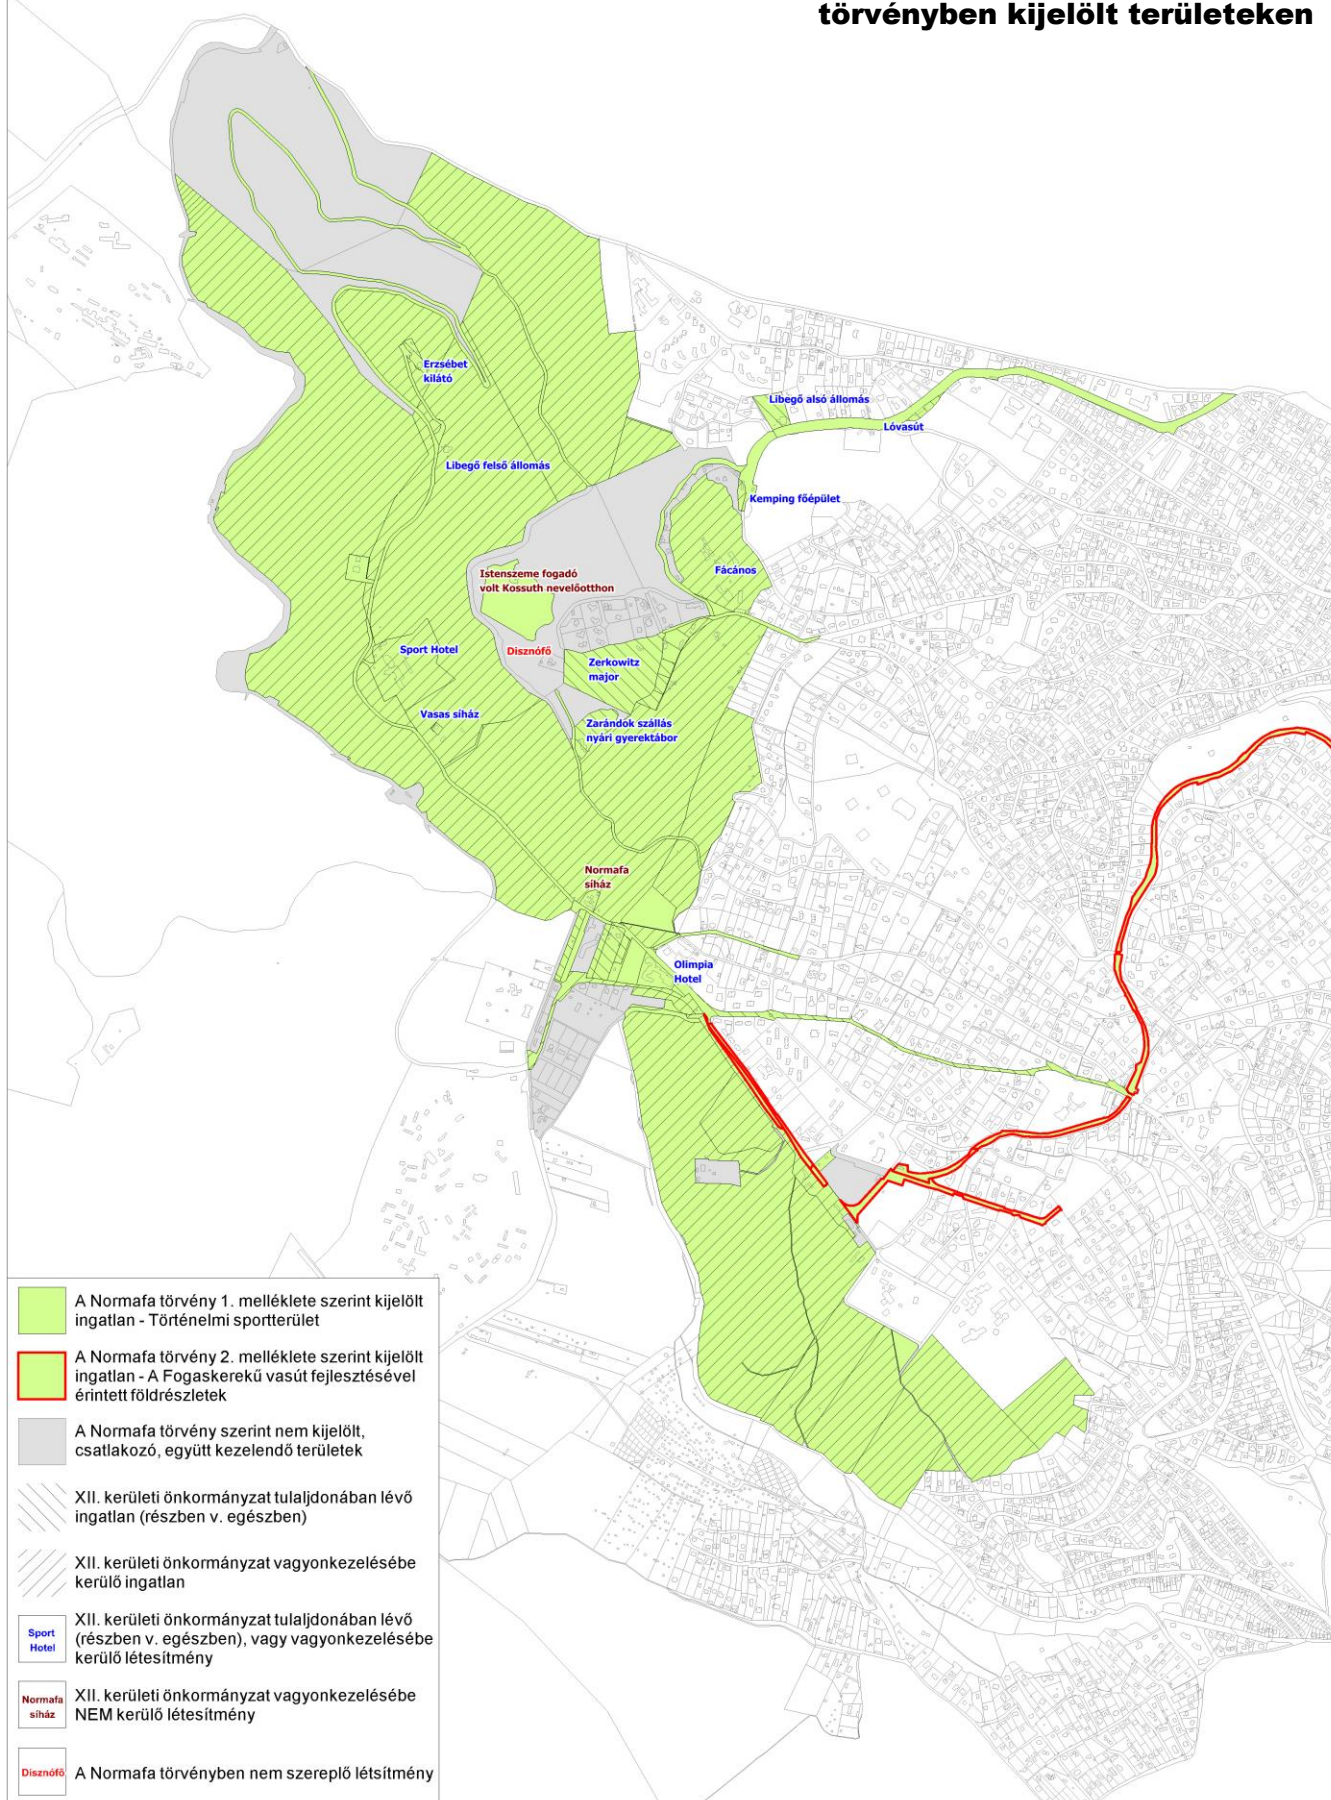 törvényben kijelölt területeken
Erzsébet
kilátó
Libegő alsó állomás
Lóvasút
Libegő felső állomás
Kemping főépület
Istenszeme fogadó
volt Kossuth nevelőotthon
Fácános
Sport Hotel
Disznófő
Zerkowitz
major
Vasas síház
Zarándok szállás
nyári gyerektábor
Normafa
síház
Olimpia
Hotel
A Normafa törvény 1. melléklete szerint kijelölt
ingatlan - Történelmi sportterület
A Normafa törvény 2. melléklete szerint kijelölt
ingatlan - A Fogaskerekű vasút fejlesztésével
érintett földrészletek
A Normafa törvény szerint nem kijelölt,
csatlakozó, együtt kezelendő területek
XII. kerületi önkormányzat tulaljdonában lévő
ingatlan (részben v. egészben)
XII. kerületi önkormányzat vagyonkezelésébe
kerülő ingatlan
Sport
Hotel
XII. kerületi önkormányzat tulaljdonában lévő
(részben v. egészben), vagy vagyonkezelésébe
kerülő létesítmény
Normafa
síház
XII. kerületi önkormányzat vagyonkezelésébe
NEM kerülő létesítmény
Disznófő
A Normafa törvényben nem szereplő létsítmény